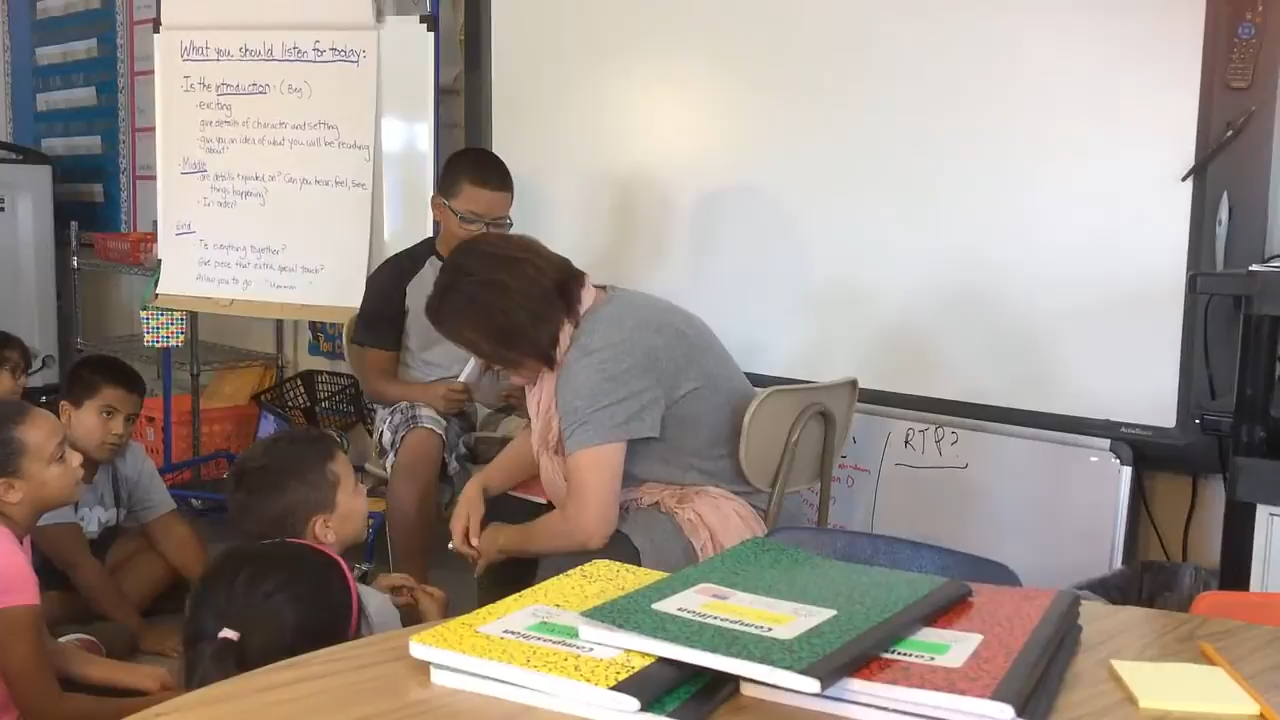 What you should listen for today:
· Is the introduction: (Beg)
· exciting
give details of character and setting
· give you an idea of what you will be reading
about?
· Middle
· are details expanded on? Can you hear, feel, see
things happening?
· In order?
End
· Tie everything together?
Give piece that extra special touch?
Allow you to go "Hmmm"
RTP?
Composition
Composition
ActivBoard